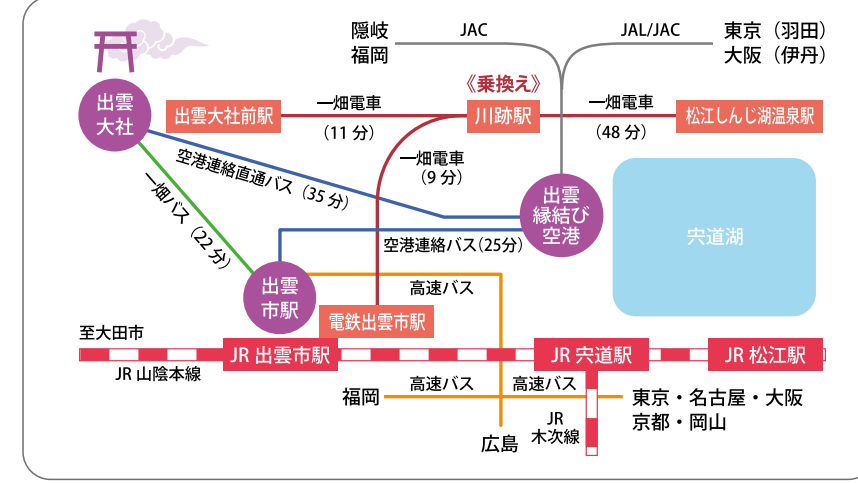 隠岐
福岡
JAC
JAL/JAC
東京（羽田）
大阪（伊丹）
《乗換え》
出雲
大社
出雲大社前駅
一畑電車
（11 分）
川跡駅
一畑電車
（48 分）
松江しんじ湖温泉駅
空港連絡直通バス（35 分）
一畑電車
（9 分）
一畑バス（22 分）
出雲
縁結び
空港
宍道湖
空港連絡バス（25分）
出雲
市駅
高速バス
電鉄出雲市駅
至大田市
JR 出雲市駅
JR 宍道駅
JR 松江駅
JR 山陰本線
福岡
高速バス
高速バス
東京・名古屋・大阪
京都・岡山
広島
JR
木次線